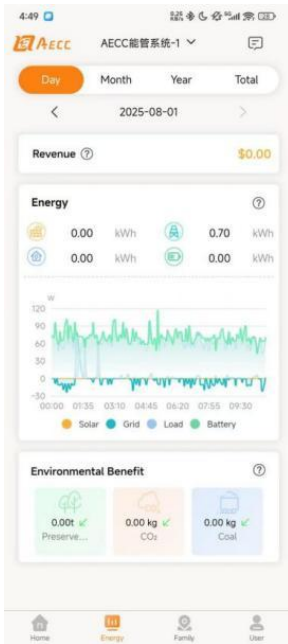 4:49
AECC
AECC能管系统-1
Day Month Year Total
2025-08-01
Revenue $0.00
Energy
0.00 kWh 0.70 kWh
0.00 kWh 0.00 kWh
W
120
90
60
30
0
-30
00:00 01:35 03:10 04:45 06:20 07:55 09:30
Solar Grid Load Battery
Environmental Benefit
0.00t 0.00 kg 0.00 kg
Preserve... CO₂ Coal
Home Energy Family User